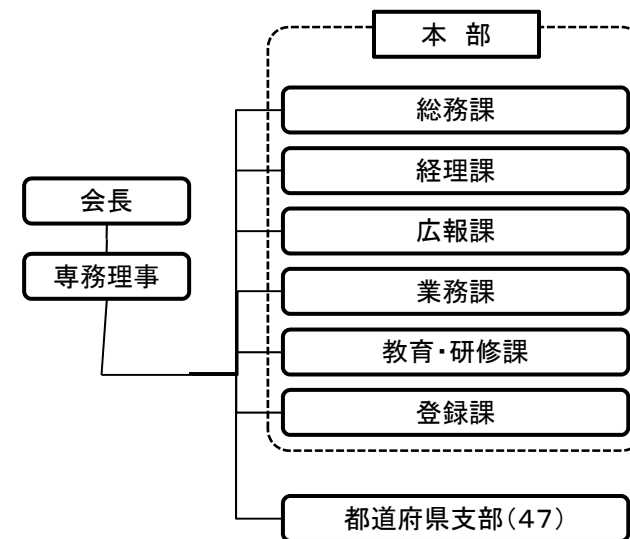 本 部
総務課
経理課
会長
広報課
専務理事
業務課
教育・研修課
登録課
都道府県支部(47)